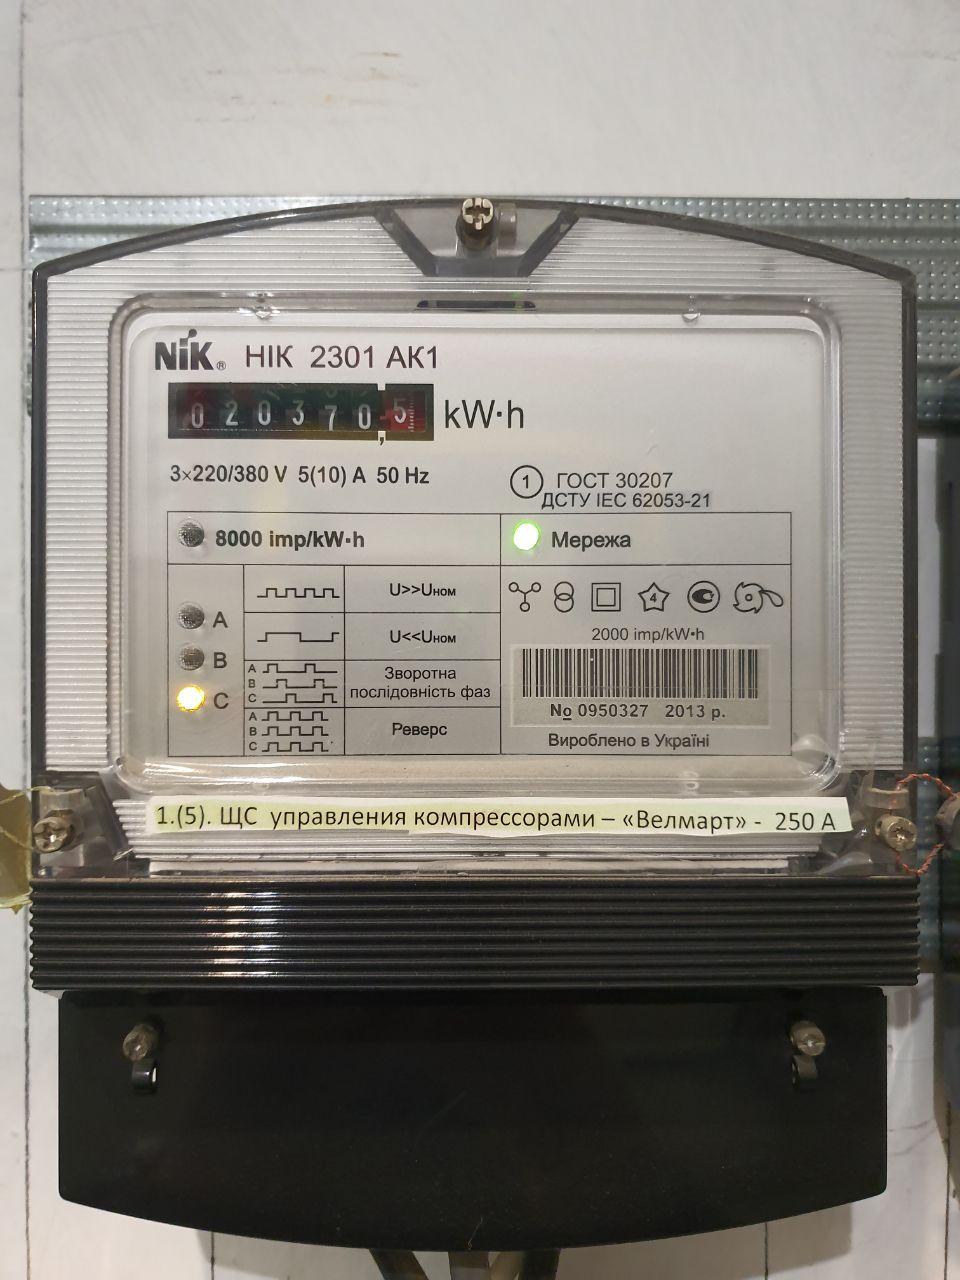 NiK® НІК 2301 АК1
020370,5 kW·h
3×220/380 V 5(10) A 50 Hz
1 ГОСТ 30207
ДСТУ IEC 62053-21
8000 imp/kW•h
Мережа
A
B
C
U>>Uном
U<<Uном
A
B
C
Зворотна
послідовність фаз
A
B
C
Реверс
4
2000 imp/kW•h
No 0950327 2013 р.
Вироблено в Україні
1.(5). ЩС управления компрессорами – «Велмарт» - 250 А